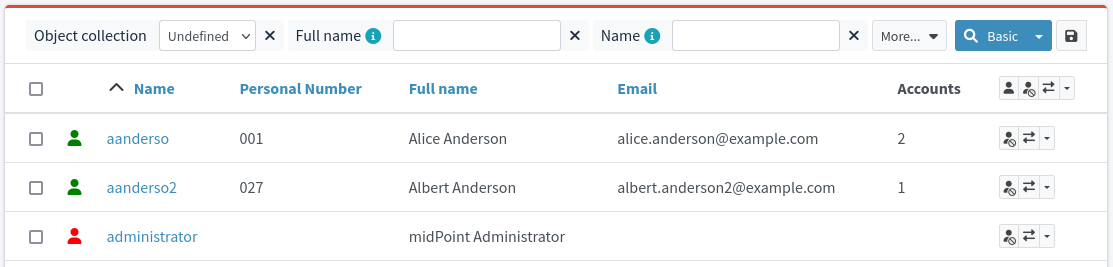 Object collection Undefined Full name Name More... Basic
Name Personal Number Full name Email Accounts
aanderso 001 Alice Anderson alice.anderson@example.com 2
aanderso2 027 Albert Anderson albert.anderson2@example.com 1
administrator midPoint Administrator